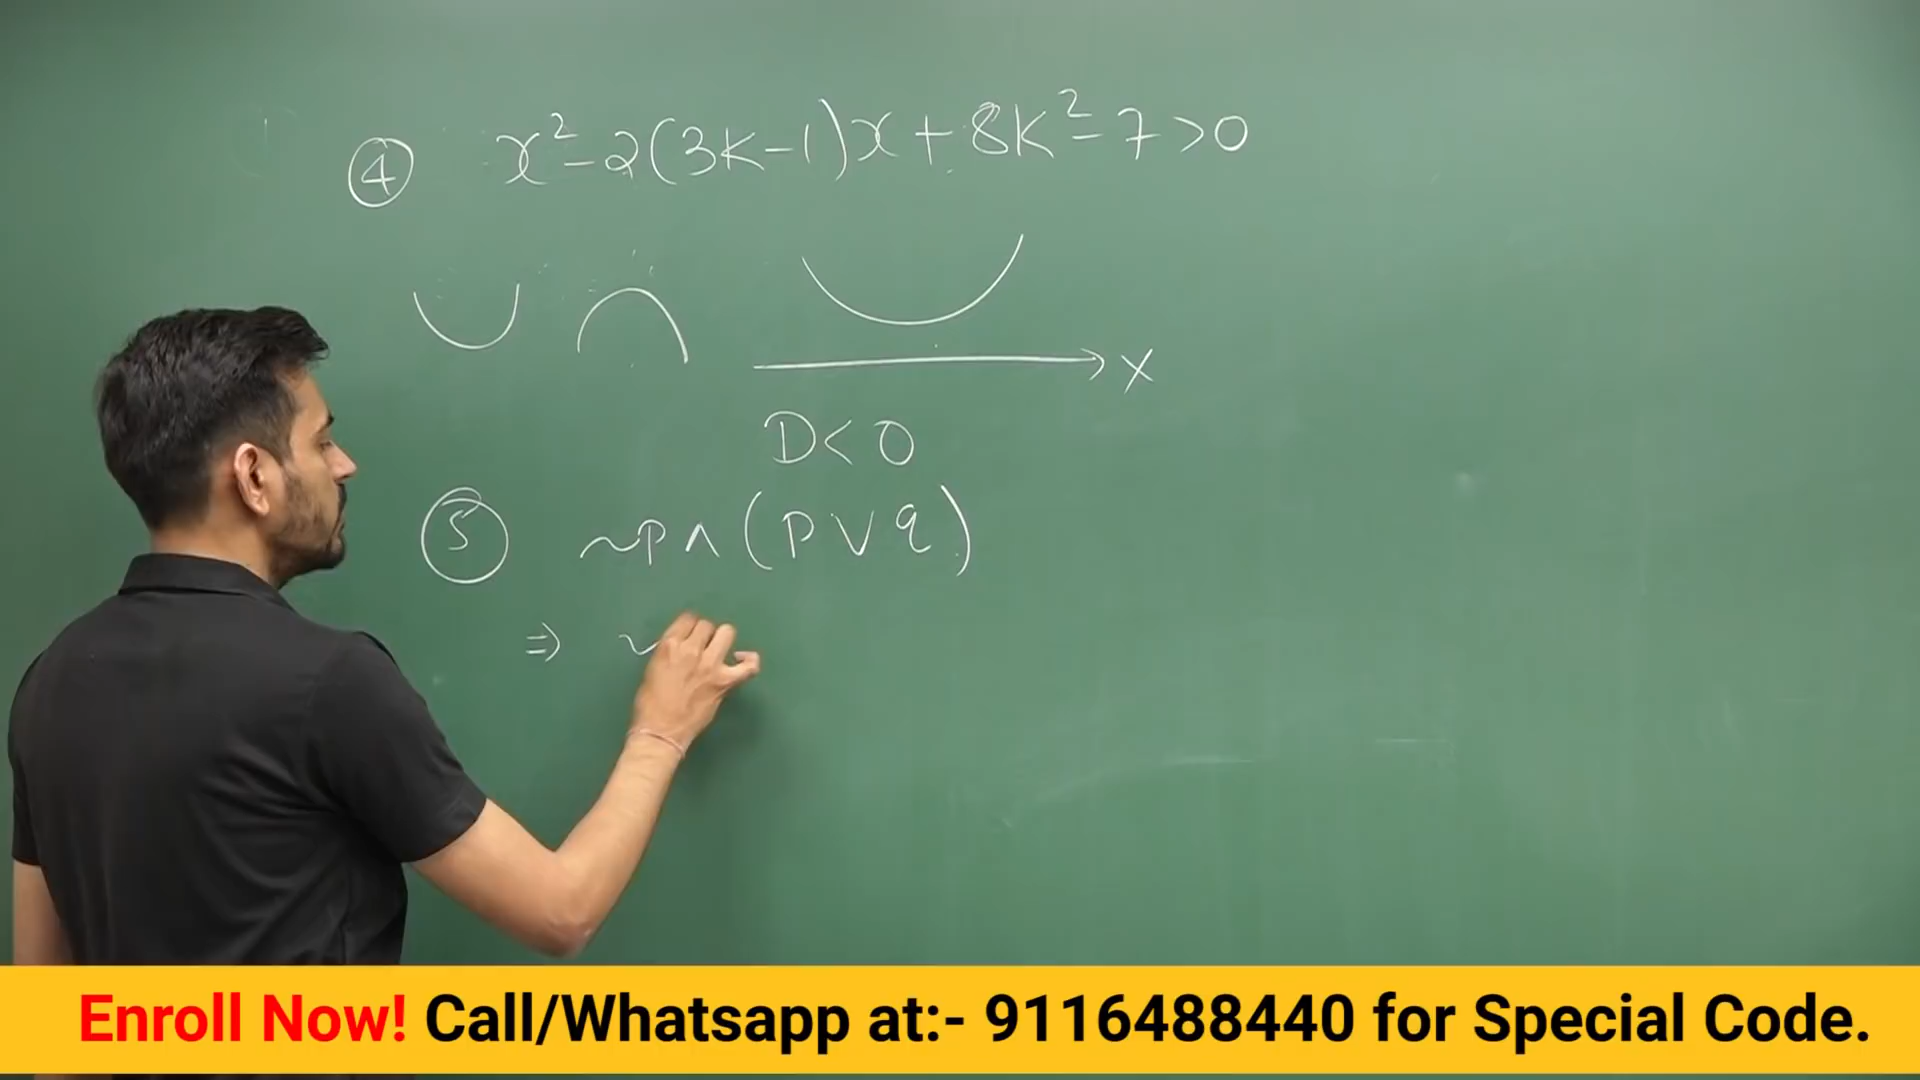 ④ x²-2(3k-1)x+8k²-7>0
X
D<0
⑤ ~p∧(p∨q)
⇒ ~
Enroll Now! Call/Whatsapp at:- 9116488440 for Special Code.